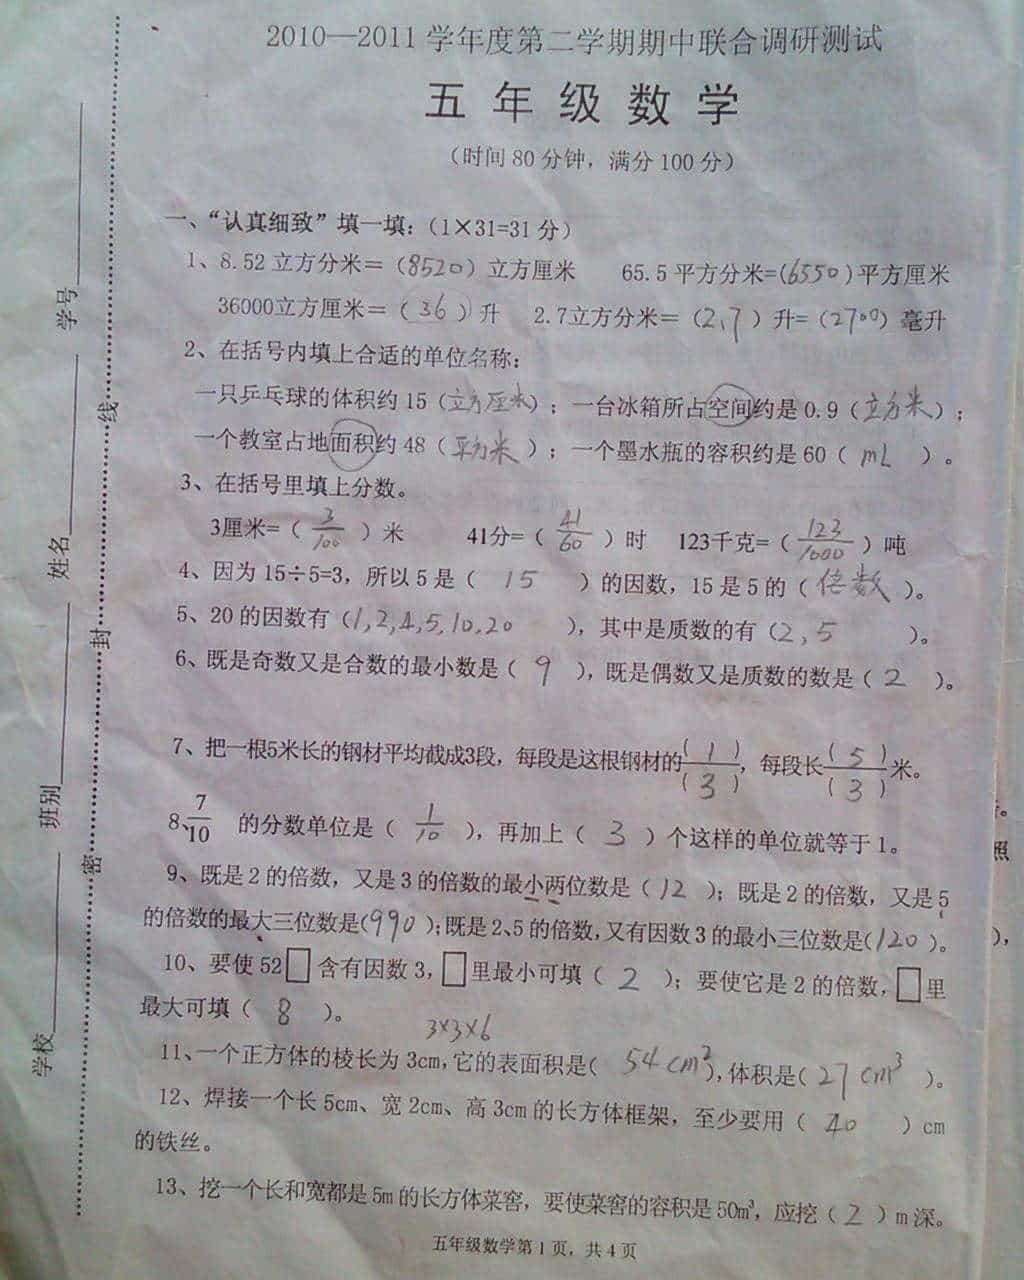 2010—2011学年度第二学期期中联合调研测试
五年级数学
（时间80分钟，满分100分）
一、“认真细致”填一填：（1×31=31分）
1、8.52立方分米＝（8520）立方厘米 65.5平方分米=（6550）平方厘米
36000立方厘米＝（36）升 2.7立方分米＝（2.7）升=（2700）毫升
2、在括号内填上合适的单位名称：
一只乒乓球的体积约15（立方厘米）；一台冰箱所占空间约是0.9（立方米）；
一个教室占地面积约48（平方米）；一个墨水瓶的容积约是60（mL）。
3、在括号里填上分数。
3厘米=（3/100）米 41分=（41/60）时 123千克=（123/1000）吨
4、因为15÷5=3，所以5是（15）的因数，15是5的（倍数）。
5、20的因数有（1,2,4,5,10,20），其中是质数的有（2,5）。
6、既是奇数又是合数的最小数是（9），既是偶数又是质数的数是（2）。
7、把一根5米长的钢材平均截成3段，每段是这根钢材的（1）/（3），每段长（5）/（3）米。
8、7/10 的分数单位是（1/10），再加上（3）个这样的单位就等于1。
9、既是2的倍数，又是3的倍数的最小两位数是（12）；既是2的倍数，又是5
的倍数的最大三位数是（990）；既是2、5的倍数，又有因数3的最小三位数是（120）。
10、要使52□含有因数3，□里最小可填（2）；要使它是2的倍数，□里
最大可填（8）。
3×3×6
11、一个正方体的棱长为3cm，它的表面积是（54cm²），体积是（27cm³）。
12、焊接一个长5cm、宽2cm、高3cm的长方体框架，至少要用（40）cm
的铁丝。
13、挖一个长和宽都是5m的长方体菜窖，要使菜窖的容积是50m³，应挖（2）m深。
五年级数学第1页，共4页
学校 班别 姓名 学号
密 封 线
照